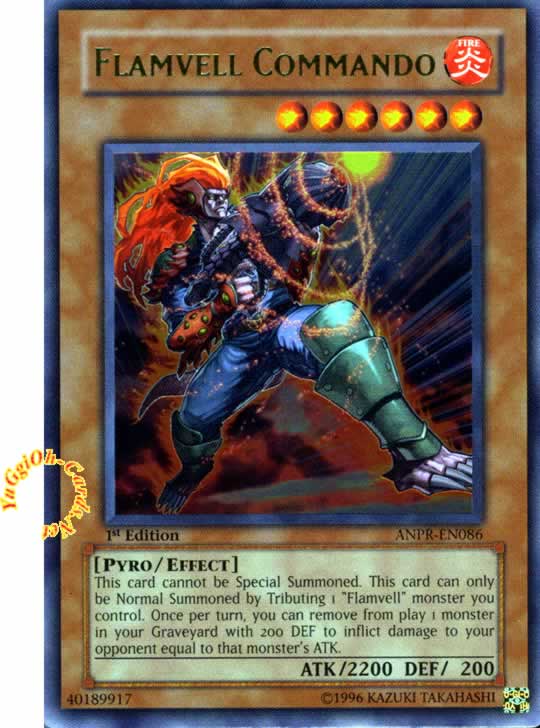 FLAMVELL COMMANDO
FIRE
炎
YuGgiOh-Cards.Net
1st Edition
ANPR-EN086
[PYRO/EFFECT]
This card cannot be Special Summoned. This card can only
be Normal Summoned by Tributing 1 "Flamvell" monster you
control. Once per turn, you can remove from play 1 monster
in your Graveyard with 200 DEF to inflict damage to your
opponent equal to that monster's ATK.
ATK/2200 DEF/ 200
40189917
©1996 KAZUKI TAKAHASHI